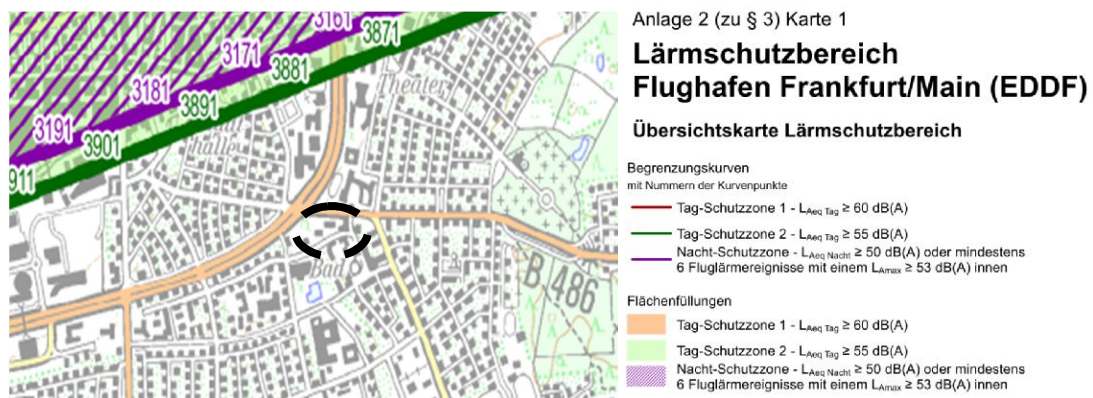 3161
3871
3171
3881
3181
3891
3191
3901
911
Theater
halle
Bad
B 486
Anlage 2 (zu § 3) Karte 1
Lärmschutzbereich
Flughafen Frankfurt/Main (EDDF)
Übersichtskarte Lärmschutzbereich
Begrenzungskurven
mit Nummern der Kurvenpunkte
Tag-Schutzzone 1 - LAeq Tag ≥ 60 dB(A)
Tag-Schutzzone 2 - LAeq Tag ≥ 55 dB(A)
Nacht-Schutzzone - LAeq Nacht ≥ 50 dB(A) oder mindestens
6 Fluglärmereignisse mit einem LAmax ≥ 53 dB(A) innen
Flächenfüllungen
Tag-Schutzzone 1 - LAeq Tag ≥ 60 dB(A)
Tag-Schutzzone 2 - LAeq Tag ≥ 55 dB(A)
Nacht-Schutzzone - LAeq Nacht ≥ 50 dB(A) oder mindestens
6 Fluglärmereignisse mit einem LAmax ≥ 53 dB(A) innen